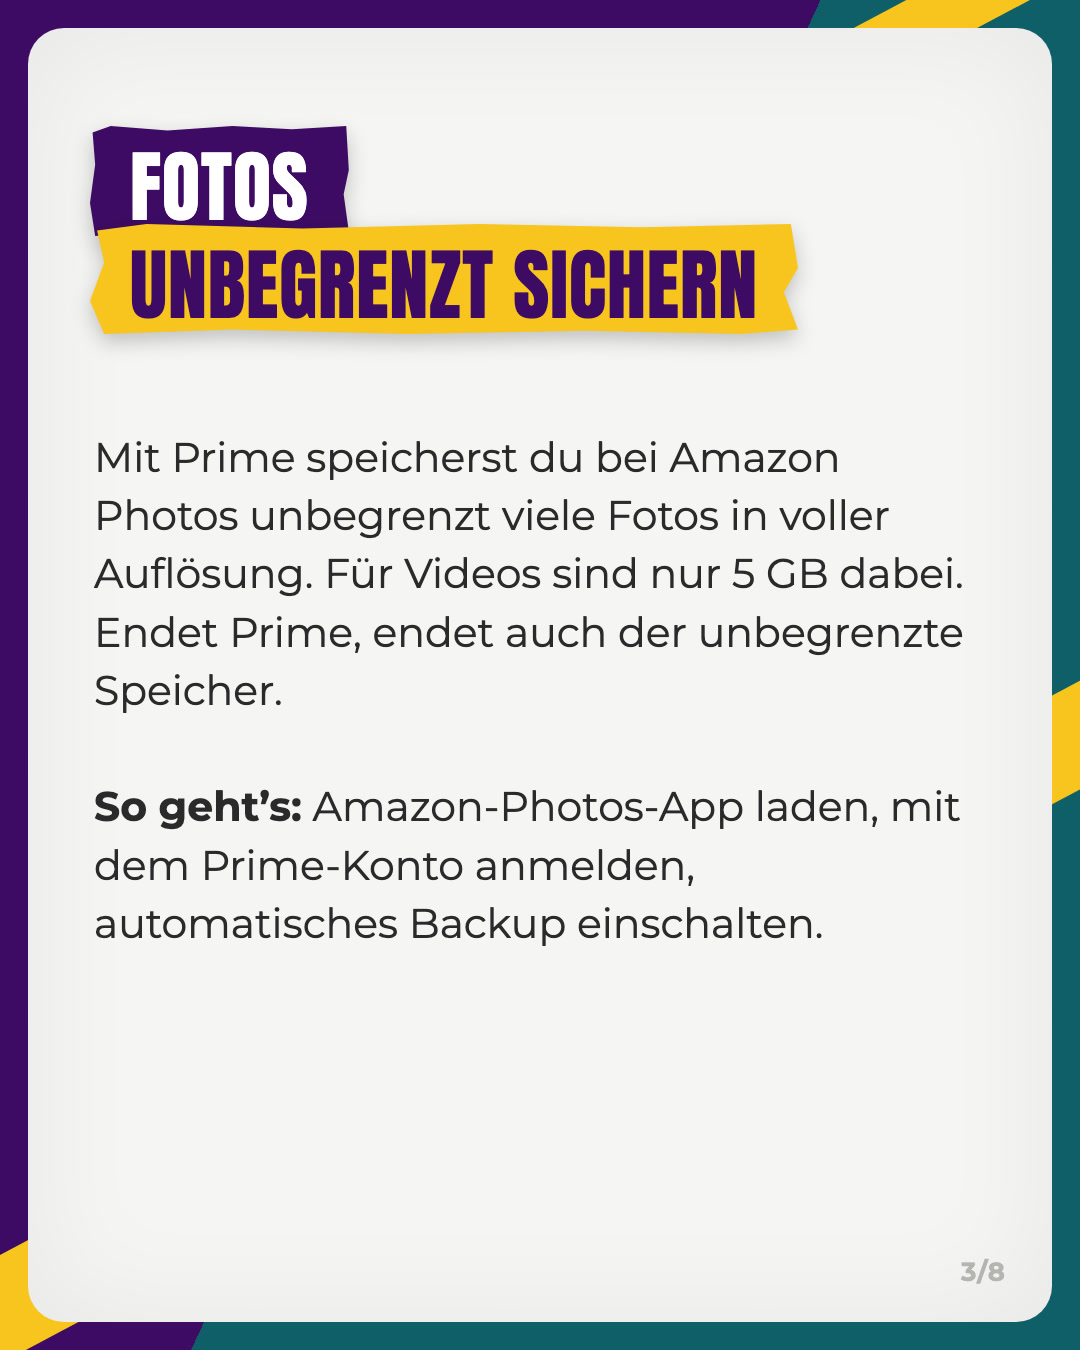 FOTOS
UNBEGRENZT SICHERN
Mit Prime speicherst du bei Amazon
Photos unbegrenzt viele Fotos in voller
Auflösung. Für Videos sind nur 5 GB dabei.
Endet Prime, endet auch der unbegrenzte
Speicher.
So geht’s: Amazon-Photos-App laden, mit
dem Prime-Konto anmelden,
automatisches Backup einschalten.
3/8